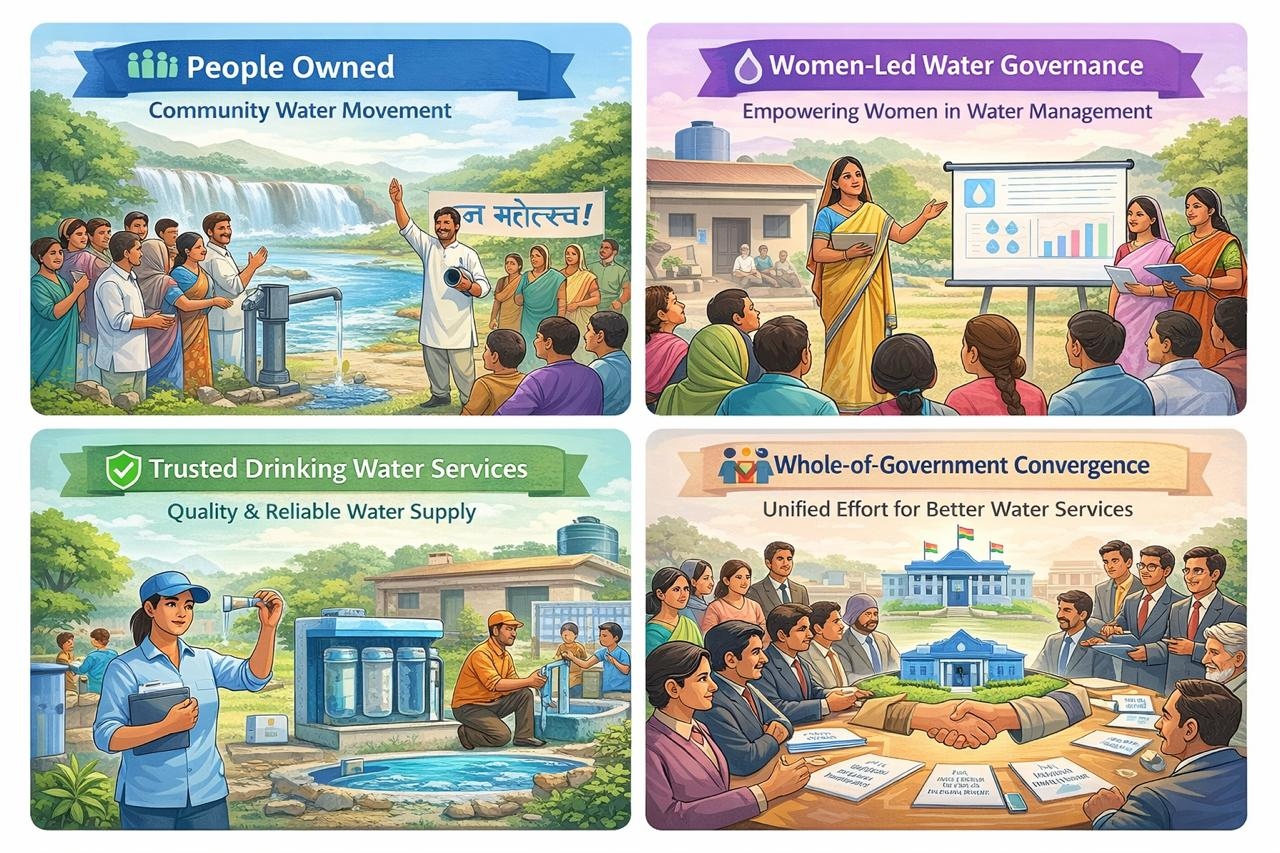 People Owned
Community Water Movement
न महोत्सव!
Women-Led Water Governance
Empowering Women in Water Management
Trusted Drinking Water Services
Quality & Reliable Water Supply
Whole-of-Government Convergence
Unified Effort for Better Water Services